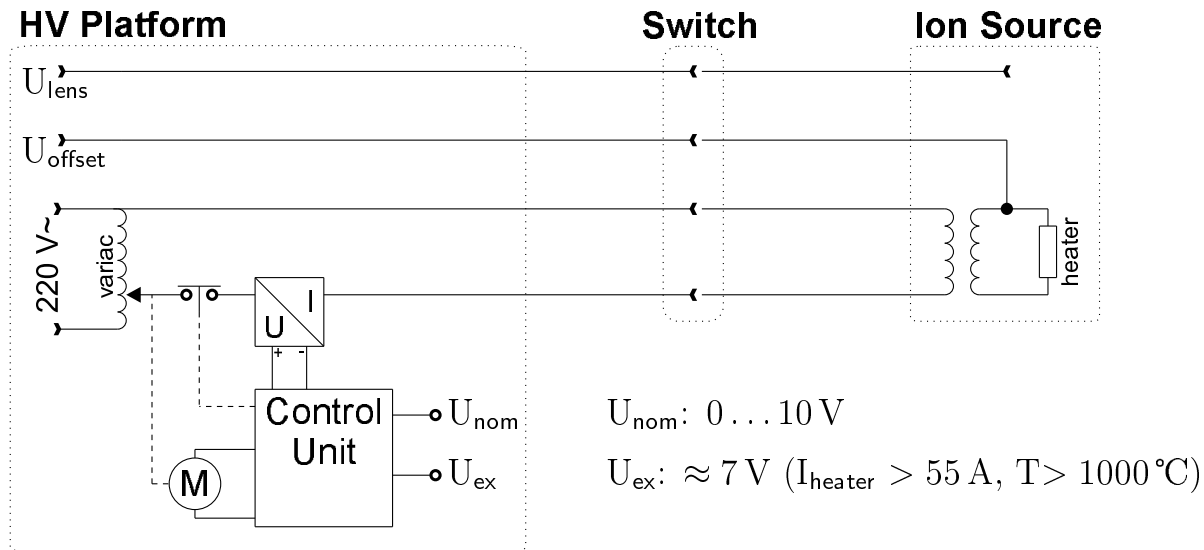 HV Platform
Switch
Ion Source
U_lens
U_offset
220 V~
variac
heater
U
I
+ -
Control
Unit
M
U_nom
U_ex
U_nom: 0 . . . 10 V
U_ex: ≈ 7 V (I_heater > 55 A, T> 1000 °C)